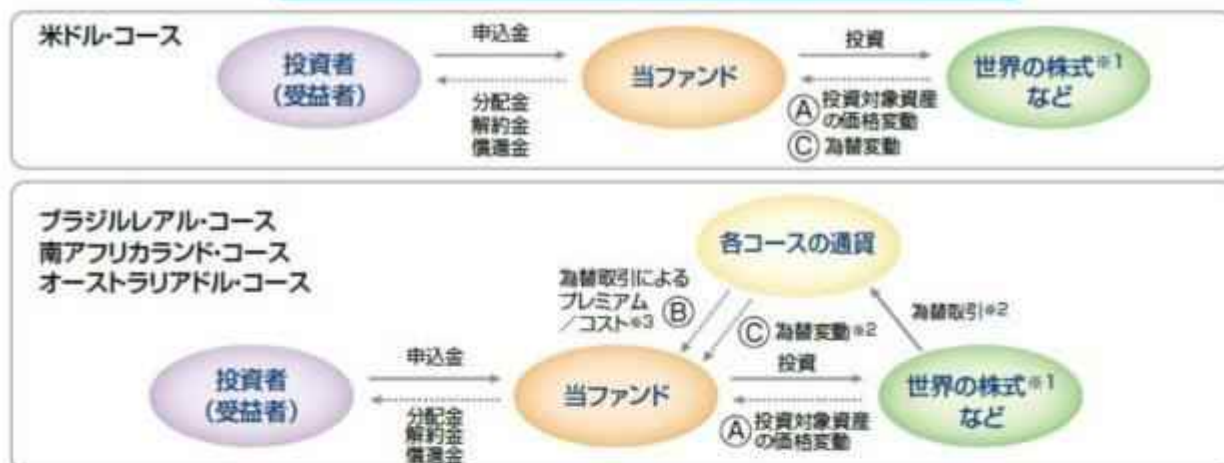 米ドル・コース
申込金
投資
投資者
(受益者)
当ファンド
世界の株式※1
など
分配金
解約金
償還金
Ⓐ 投資対象資産
の価格変動
Ⓒ 為替変動
ブラジルレアル・コース
南アフリカランド・コース
オーストラリアドル・コース
各コースの通貨
為替取引による
プレミアム
/コスト※3 Ⓑ
Ⓒ 為替変動※2
為替取引※2
申込金
投資
投資者
(受益者)
当ファンド
世界の株式※1
など
分配金
解約金
償還金
Ⓐ 投資対象資産
の価格変動